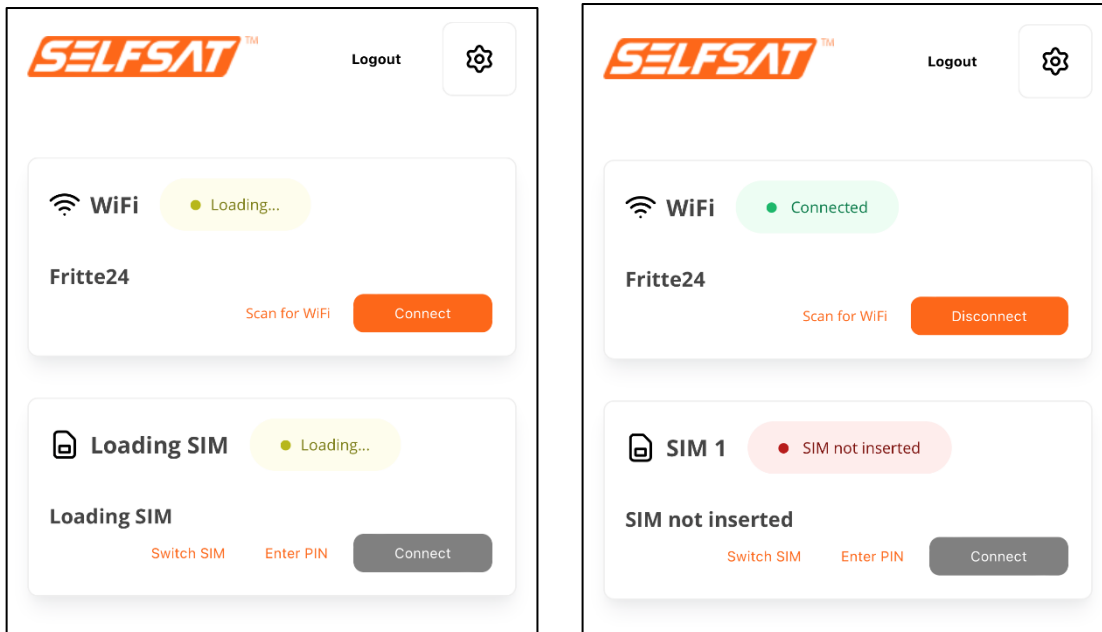 SELFSAT™
Logout
WiFi
Loading...
Fritte24
Scan for WiFi
Connect
Loading SIM
Loading...
Loading SIM
Switch SIM
Enter PIN
Connect
SELFSAT™
Logout
WiFi
Connected
Fritte24
Scan for WiFi
Disconnect
SIM 1
SIM not inserted
SIM not inserted
Switch SIM
Enter PIN
Connect